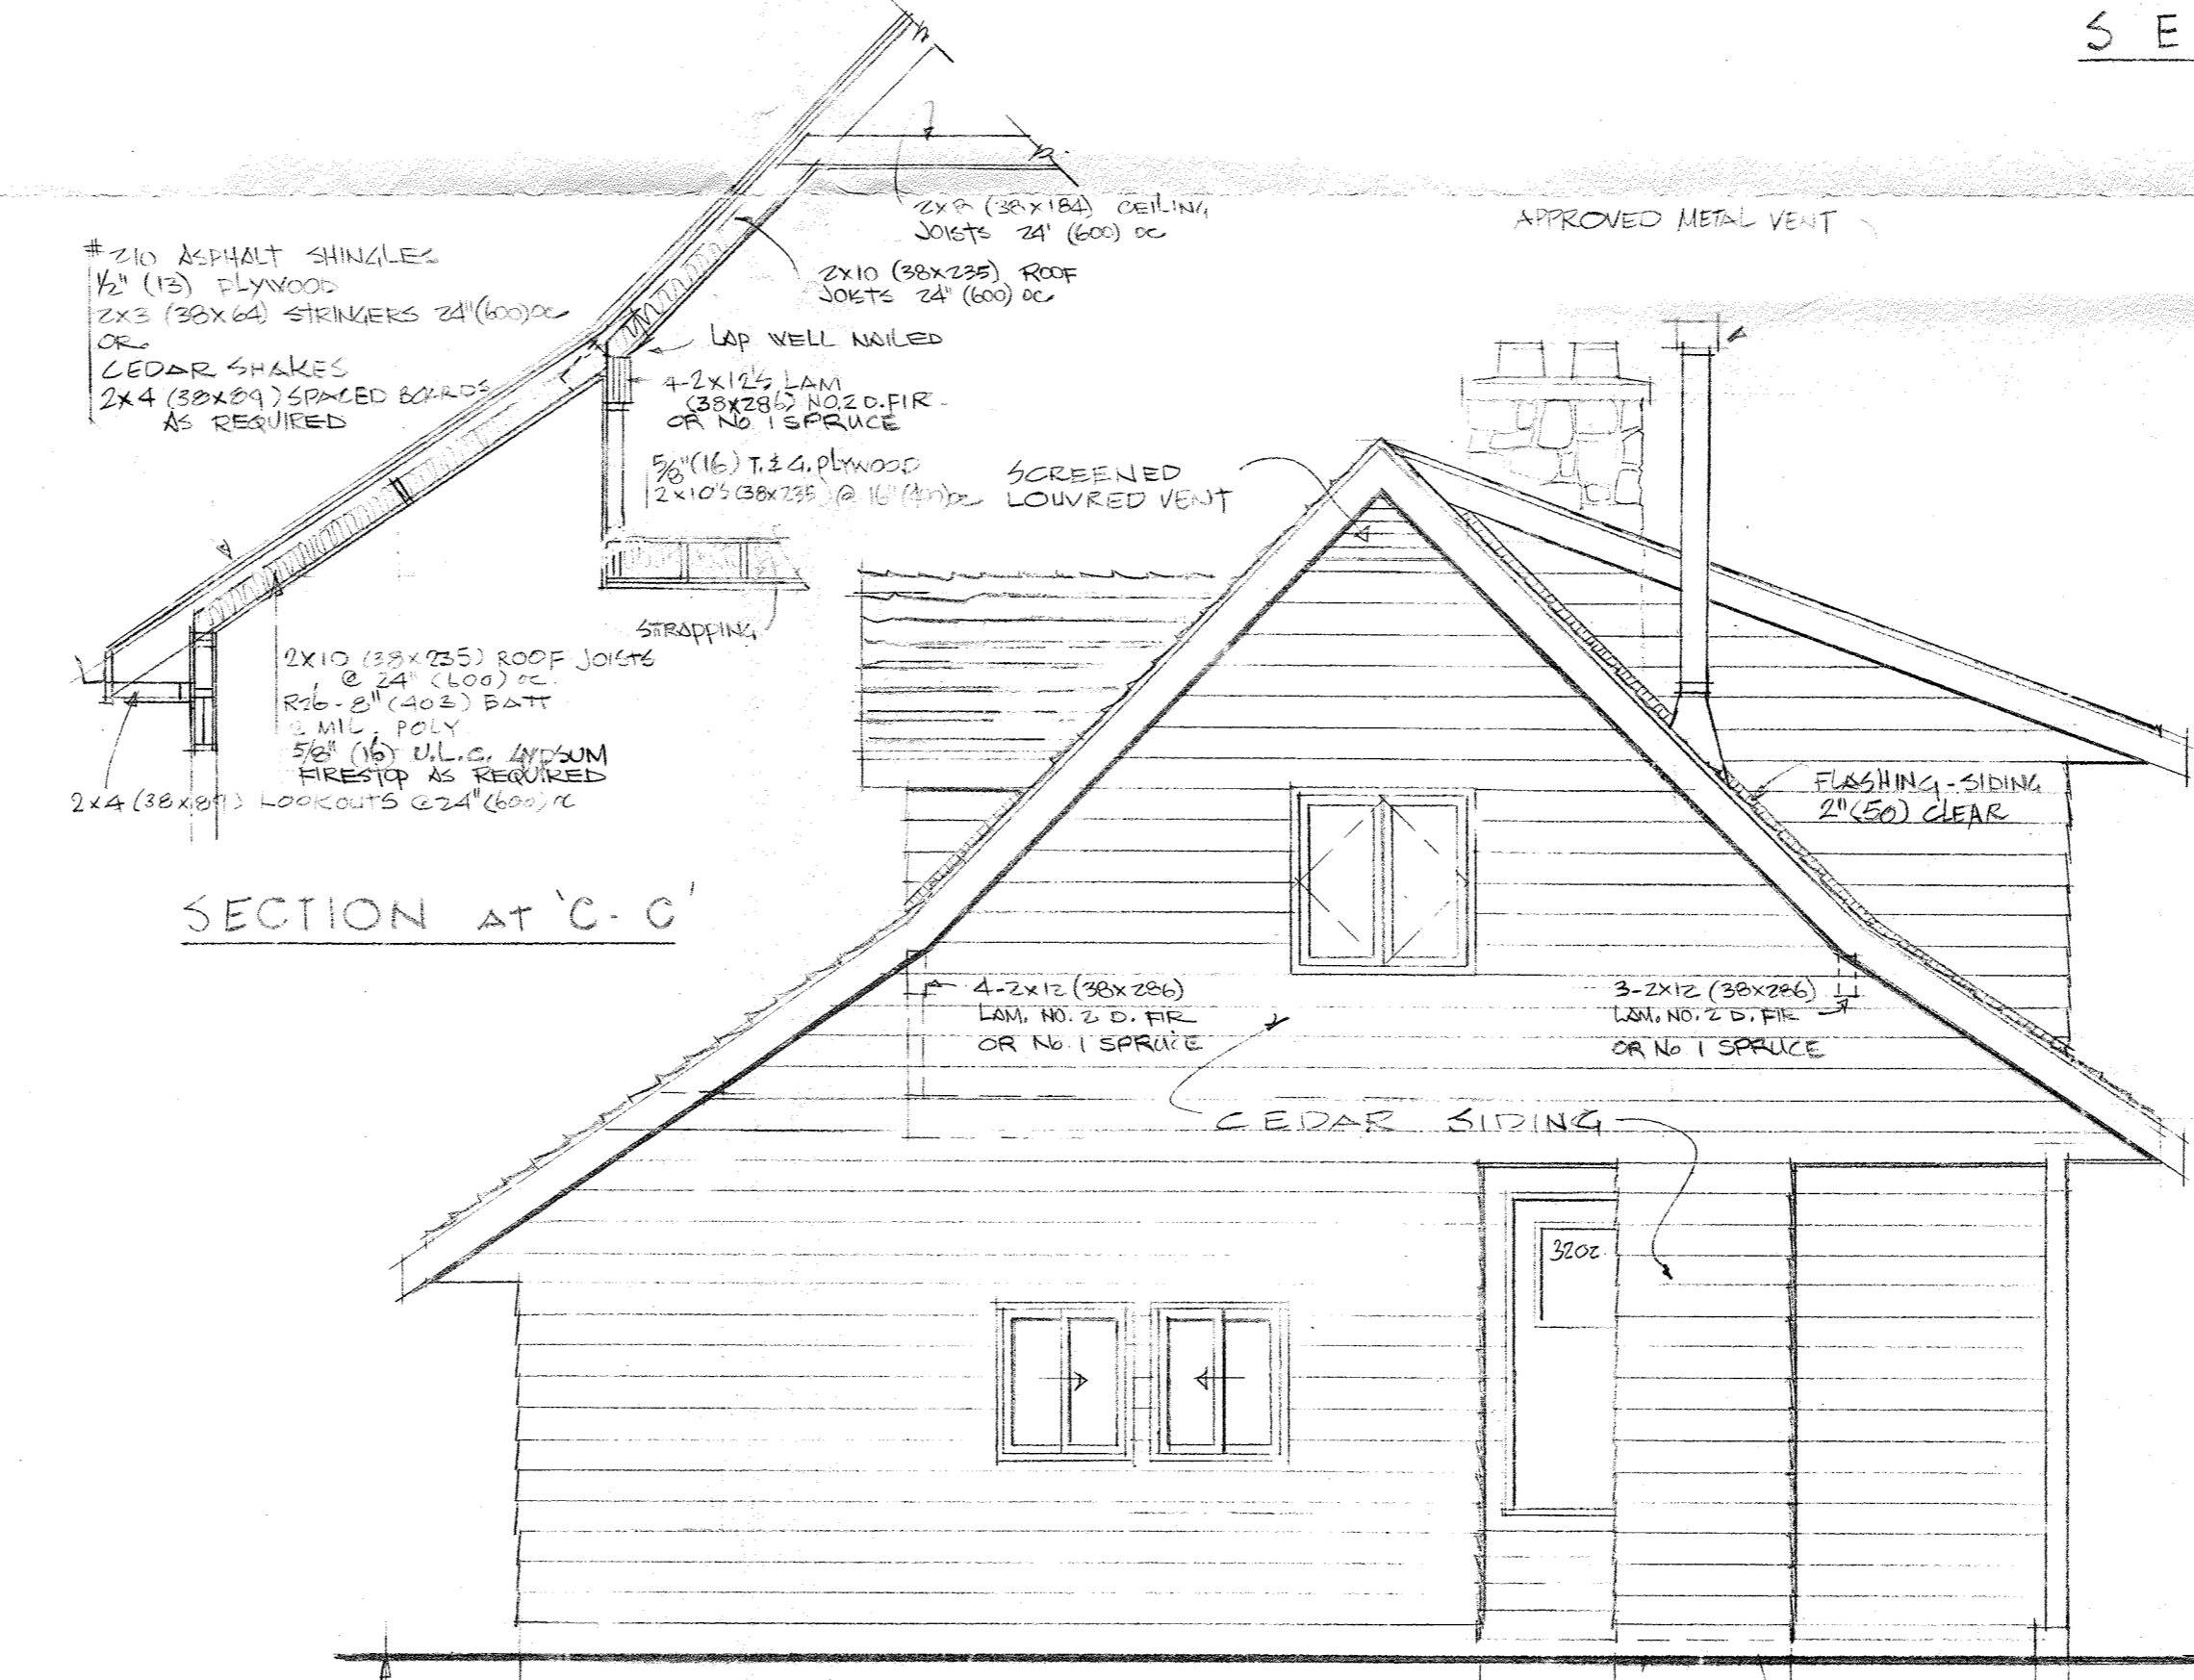 S E
#210 ASPHALT SHINGLES
1/2" (13) PLYWOOD
2x3 (38x64) STRINGERS 24"(600)OC
OR
CEDAR SHAKES
2x4 (38x89) SPACED BOARDS
AS REQUIRED
2x8 (38x184) CEILING
JOISTS 24' (600) OC
2x10 (38x235) ROOF
JOISTS 24" (600) OC
LAP WELL NAILED
4-2x12'S LAM
(38x286) NO.2 D.FIR
OR No 1 SPRUCE
5/8"(16) T.& G. PLYWOOD
2x10'S (38x235) @ 16" (400)OC
STRAPPING
2x10 (38x235) ROOF JOISTS
@ 24" (600) OC
R26-8" (403) BATT
MIL. POLY
5/8" (16) U.L.C. GYPSUM
FIRESTOP AS REQUIRED
2x4 (38x89) LOOKOUTS @24"(600)OC
SECTION AT 'C-C'
APPROVED METAL VENT
SCREENED
LOUVRED VENT
FLASHING-SIDING
2"(50) CLEAR
4-2x12 (38x286)
LAM. NO. 2 D. FIR
OR No 1 SPRUCE
3-2x12 (38x286)
LAM. NO. 2 D. FIR
OR No 1 SPRUCE
CEDAR SIDING
3202